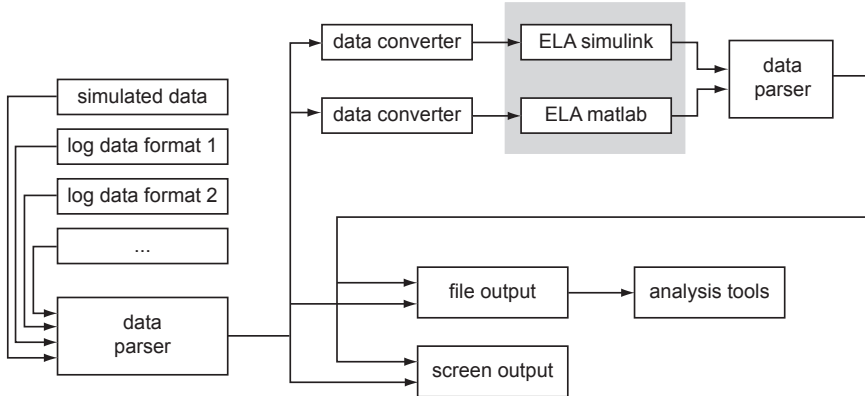 data converter
ELA simulink
data
parser
simulated data
data converter
ELA matlab
log data format 1
log data format 2
...
file output
analysis tools
data
parser
screen output